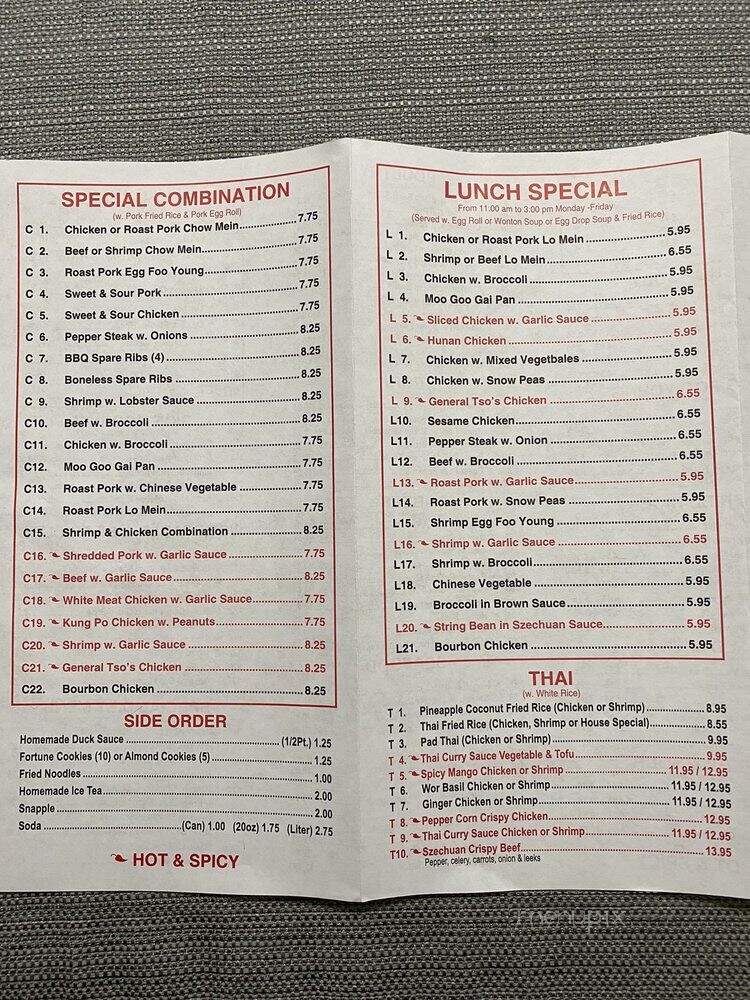 SPECIAL COMBINATION
(w. Pork Fried Rice & Pork Egg Roll)
C 1. Chicken or Roast Pork Chow Mein 7.75
C 2. Beef or Shrimp Chow Mein 7.75
C 3. Roast Pork Egg Foo Young 7.75
C 4. Sweet & Sour Pork 7.75
C 5. Sweet & Sour Chicken 7.75
C 6. Pepper Steak w. Onions 8.25
C 7. BBQ Spare Ribs (4) 8.25
C 8. Boneless Spare Ribs 8.25
C 9. Shrimp w. Lobster Sauce 8.25
C10. Beef w. Broccoli 8.25
C11. Chicken w. Broccoli 7.75
C12. Moo Goo Gai Pan 7.75
C13. Roast Pork w. Chinese Vegetable 7.75
C14. Roast Pork Lo Mein 7.75
C15. Shrimp & Chicken Combination 8.25
C16. Shredded Pork w. Garlic Sauce 7.75
C17. Beef w. Garlic Sauce 8.25
C18. White Meat Chicken w. Garlic Sauce 7.75
C19. Kung Po Chicken w. Peanuts 7.75
C20. Shrimp w. Garlic Sauce 8.25
C21. General Tso's Chicken 8.25
C22. Bourbon Chicken 8.25
SIDE ORDER
Homemade Duck Sauce (1/2Pt.) 1.25
Fortune Cookies (10) or Almond Cookies (5) 1.25
Fried Noodles 1.00
Homemade Ice Tea 2.00
Snapple 2.00
Soda (Can) 1.00 (20oz) 1.75 (Liter) 2.75
HOT & SPICY
LUNCH SPECIAL
From 11:00 am to 3:00 pm Monday -Friday
(Served w. Egg Roll or Wonton Soup or Egg Drop Soup & Fried Rice)
L 1. Chicken or Roast Pork Lo Mein 5.95
L 2. Shrimp or Beef Lo Mein 6.55
L 3. Chicken w. Broccoli 5.95
L 4. Moo Goo Gai Pan 5.95
L 5. Sliced Chicken w. Garlic Sauce 5.95
L 6. Hunan Chicken 5.95
L 7. Chicken w. Mixed Vegetbales 5.95
L 8. Chicken w. Snow Peas 5.95
L 9. General Tso's Chicken 6.55
L10. Sesame Chicken 6.55
L11. Pepper Steak w. Onion 6.55
L12. Beef w. Broccoli 6.55
L13. Roast Pork w. Garlic Sauce 5.95
L14. Roast Pork w. Snow Peas 5.95
L15. Shrimp Egg Foo Young 6.55
L16. Shrimp w. Garlic Sauce 6.55
L17. Shrimp w. Broccoli 6.55
L18. Chinese Vegetable 5.95
L19. Broccoli in Brown Sauce 5.95
L20. String Bean in Szechuan Sauce 5.95
L21. Bourbon Chicken 5.95
THAI
(w. White Rice)
T 1. Pineapple Coconut Fried Rice (Chicken or Shrimp) 8.95
T 2. Thai Fried Rice (Chicken, Shrimp or House Special) 8.55
T 3. Pad Thai (Chicken or Shrimp) 9.95
T 4. Thai Curry Sauce Vegetable & Tofu 9.95
T 5. Spicy Mango Chicken or Shrimp 11.95 / 12.95
T 6. Wor Basil Chicken or Shrimp 11.95 / 12.95
T 7. Ginger Chicken or Shrimp 11.95 / 12.95
T 8. Pepper Corn Crispy Chicken 12.95
T 9. Thai Curry Sauce Chicken or Shrimp 11.95 / 12.95
T10. Szechuan Crispy Beef 13.95
Pepper, celery, carrots, onion & leeks
menupix